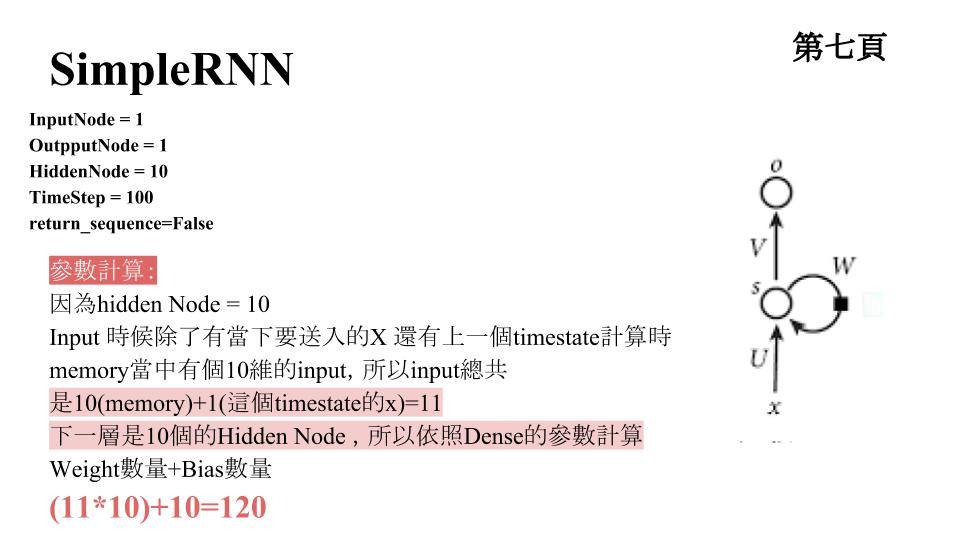 第七頁
SimpleRNN
InputNode = 1
OutpputNode = 1
HiddenNode = 10
TimeStep = 100
return_sequence=False
參數計算:
因為hidden Node = 10
Input 時候除了有當下要送入的X 還有上一個timestate計算時
memory當中有個10維的input，所以input總共
是10(memory)+1(這個timestate的x)=11
下一層是10個的Hidden Node , 所以依照Dense的參數計算
Weight數量+Bias數量
(11*10)+10=120
o
V
W
s
U
x